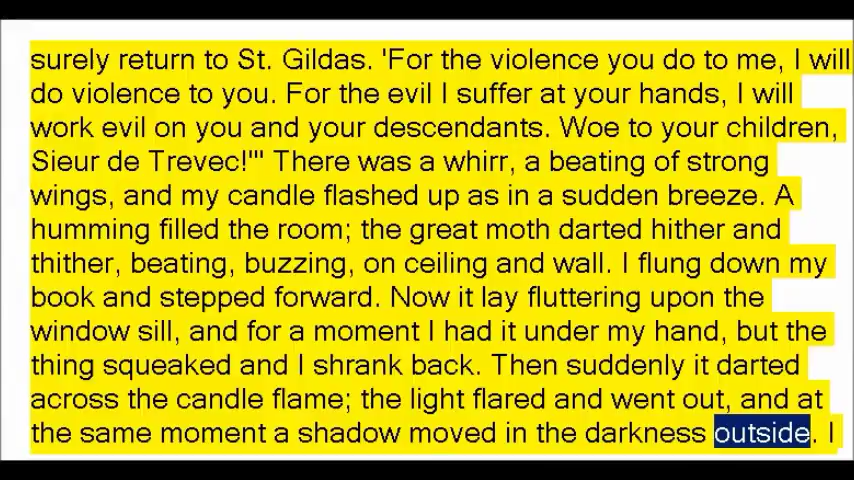 surely return to St. Gildas. 'For the violence you do to me, I will
do violence to you. For the evil I suffer at your hands, I will
work evil on you and your descendants. Woe to your children,
Sieur de Trevec!'" There was a whirr, a beating of strong
wings, and my candle flashed up as in a sudden breeze. A
humming filled the room; the great moth darted hither and
thither, beating, buzzing, on ceiling and wall. I flung down my
book and stepped forward. Now it lay fluttering upon the
window sill, and for a moment I had it under my hand, but the
thing squeaked and I shrank back. Then suddenly it darted
across the candle flame; the light flared and went out, and at
the same moment a shadow moved in the darkness outside. I